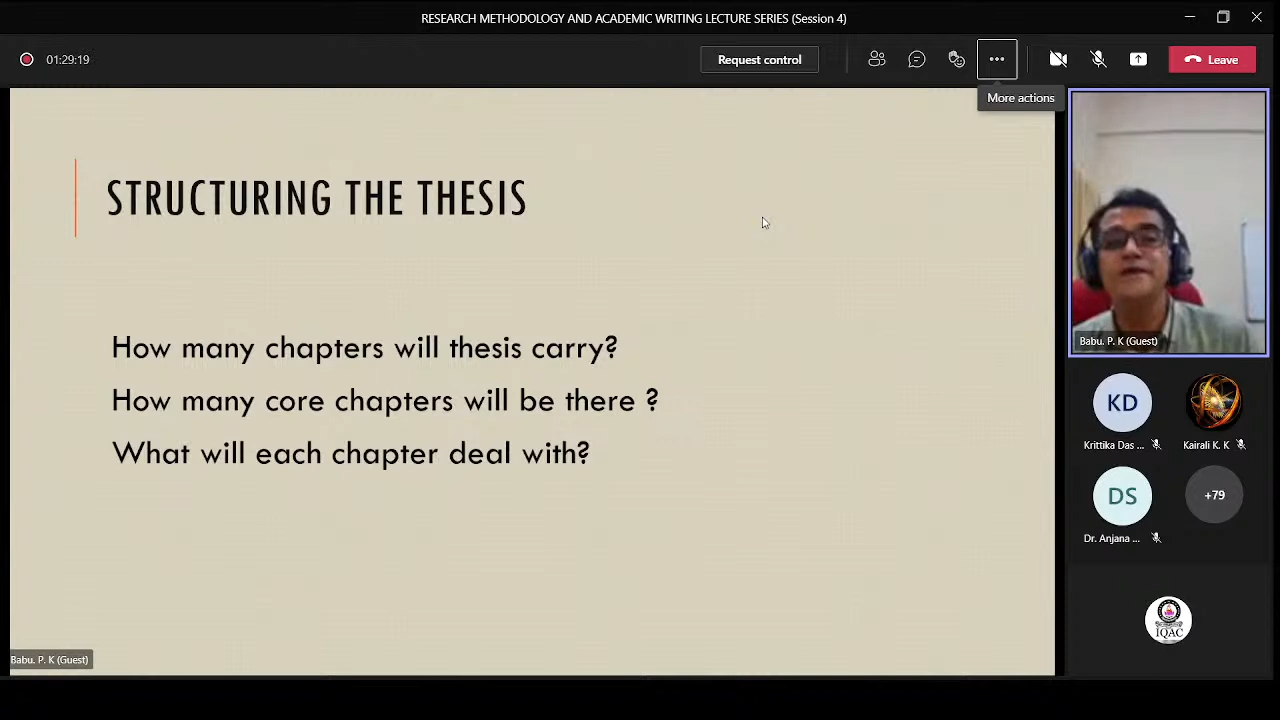 RESEARCH METHODOLOGY AND ACADEMIC WRITING LECTURE SERIES (Session 4)
01:29:19
Request control
Leave
More actions
STRUCTURING THE THESIS
How many chapters will thesis carry?
How many core chapters will be there ?
What will each chapter deal with?
Babu. P. K (Guest)
Babu. P. K (Guest)
KD
Krittika Das ...
Kairali K. K
DS
+79
Dr. Anjana ...
IQAC